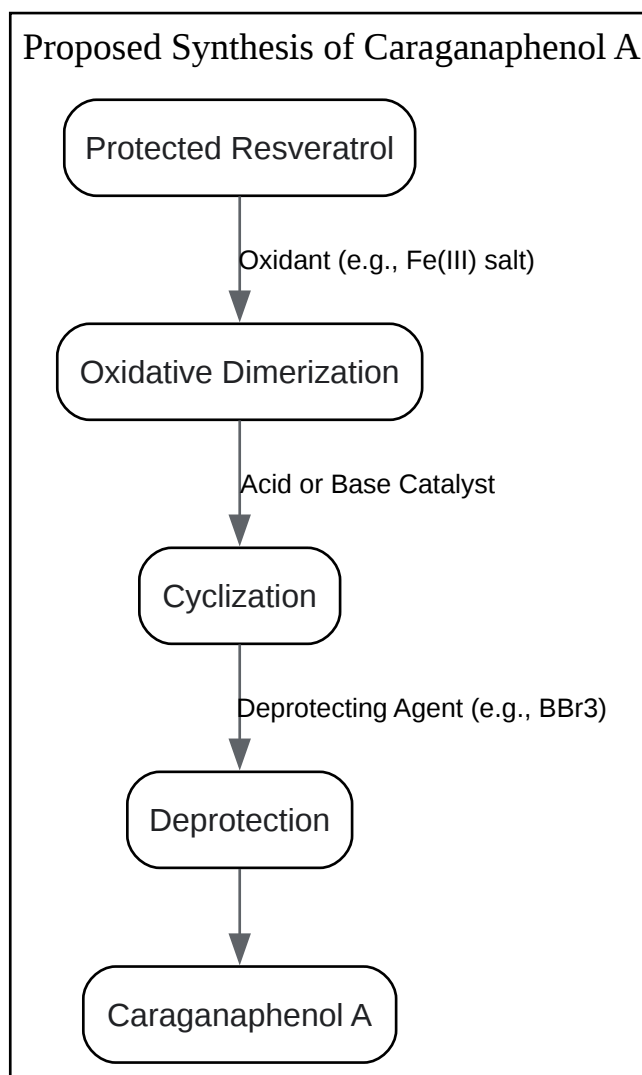 Proposed Synthesis of Caraganaphenol A
Protected Resveratrol
Oxidant (e.g., Fe(III) salt)
Oxidative Dimerization
Acid or Base Catalyst
Cyclization
Deprotecting Agent (e.g., BBr3)
Deprotection
Caraganaphenol A